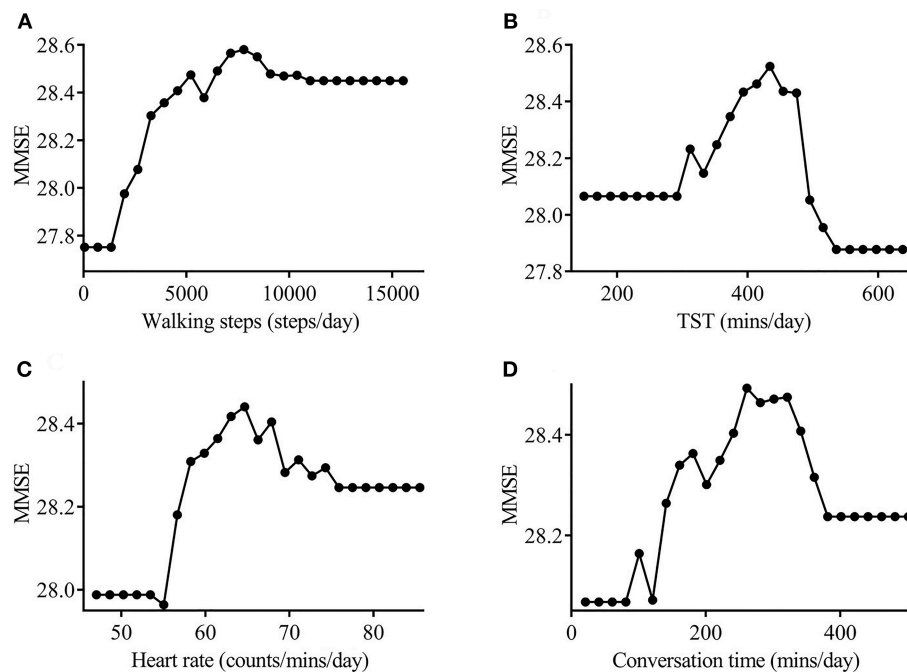 A
MMSE
28.6
28.4
28.2
28.0
27.8
0 5000 10000 15000
Walking steps (steps/day)
B
MMSE
28.6
28.4
28.2
28.0
27.8
200 400 600
TST (mins/day)
C
MMSE
28.4
28.2
28.0
50 60 70 80
Heart rate (counts/mins/day)
D
MMSE
28.4
28.2
0 200 400
Conversation time (mins/day)